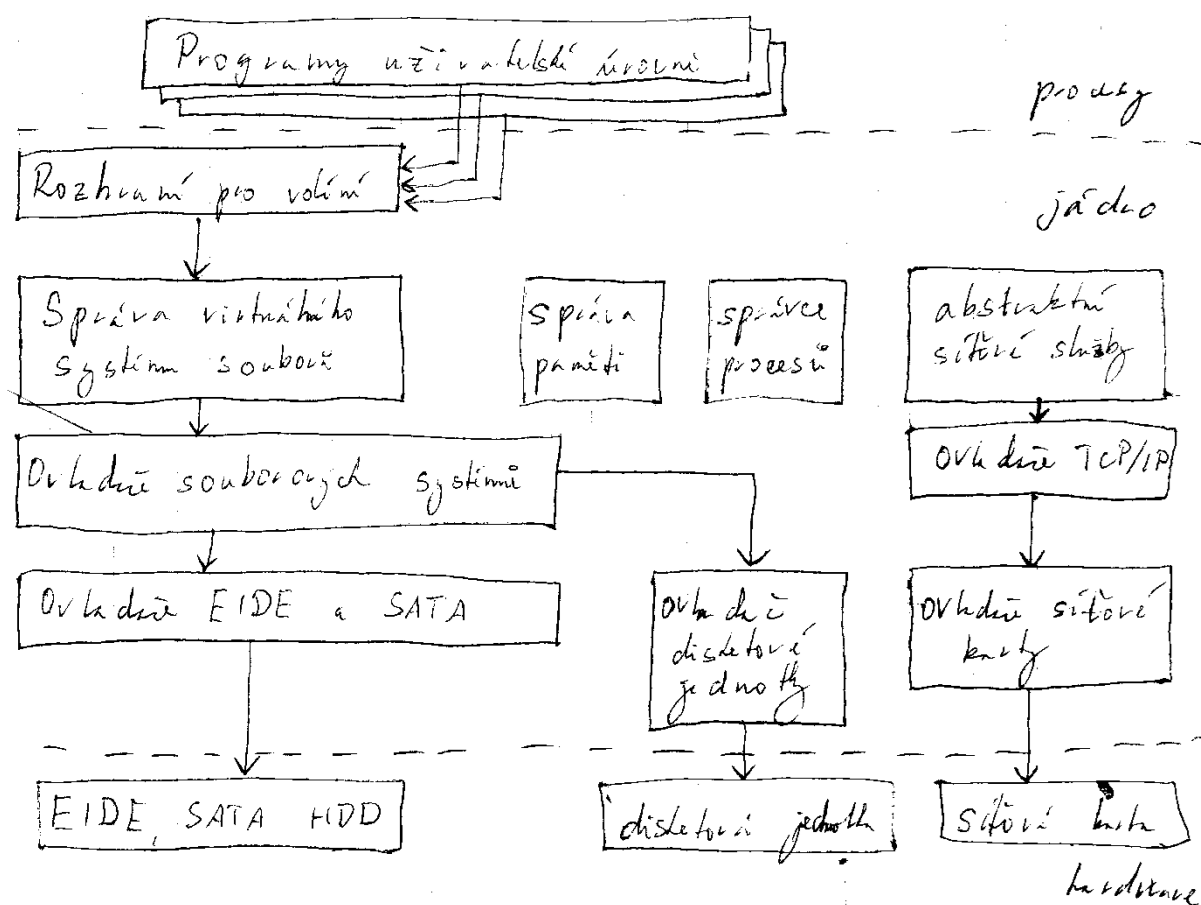 Programy uživatelské úrovně
procesy
Rozhraní pro volání
jádro
Správa virtuálního
systému souborů
správa
paměti
správce
procesů
abstraktní
síťové služby
Ovladače souborových systémů
Ovladače TCP/IP
Ovladače EIDE a SATA
Ovladač
disketové
jednotky
Ovladače síťové
karty
EIDE, SATA HDD
disketová jednotka
Síťová karta
hardware